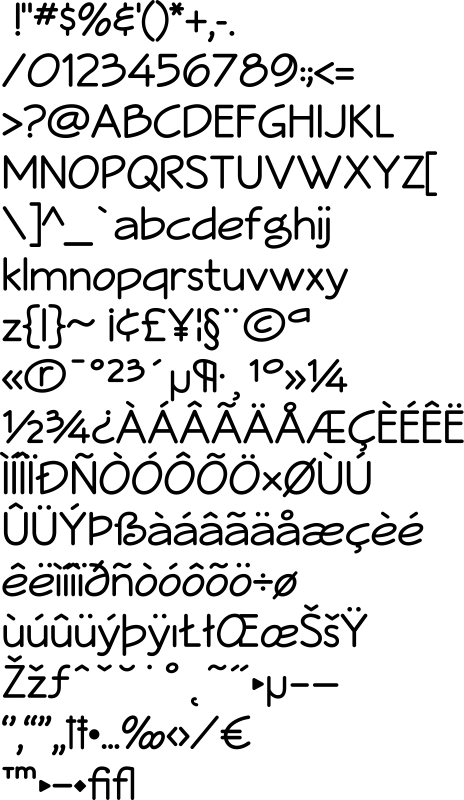 !"#$%&'()*+,-.
/0123456789:;<=
>?@ABCDEFGHIJKL
MNOPQRSTUVWXYZ[
\]^_`abcdefghij
klmnopqrstuvwxy
z{|}~ ¡¢£¥¦§¨©ª
«®¯°²³´µ¶·¸¹º»¼
½¾¿ÀÁÂÃÄÅÆÇÈÉÊË
ÌÍÎÏÐÑÒÓÔÕÖ×ØÙÚ
ÛÜÝÞßàáâãäåæçèé
êëìíîïðñòóôõö÷ø
ùúûüýþÿıŁłŒœŠšŸ
Žžƒˆˇ˘˙˚˛˜˝▸μ–—
‘’‚“”„†‡•…‰‹›⁄€
™▸−◆ﬁﬂ